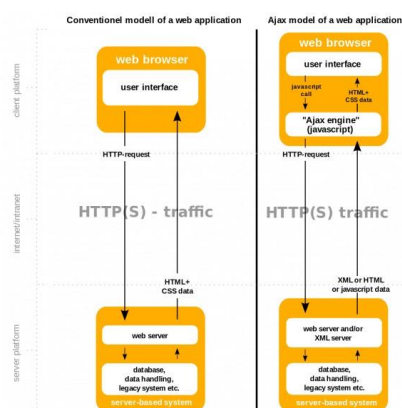 Conventionel modell of a web application
Ajax model of a web application
client platform
internet/intranet
server platform
web browser
user interface
HTTP-request
HTTP(S) - traffic
HTML+
CSS data
web server
database,
data handling,
legacy system etc.
server-based system
web browser
user interface
javascript
call
HTML+
CSS data
"Ajax engine"
(javascript)
HTTP-request
HTTP(S) traffic
XML or HTML
or javascript data
web server and/or
XML server
database,
data handling,
legacy system etc.
server-based system